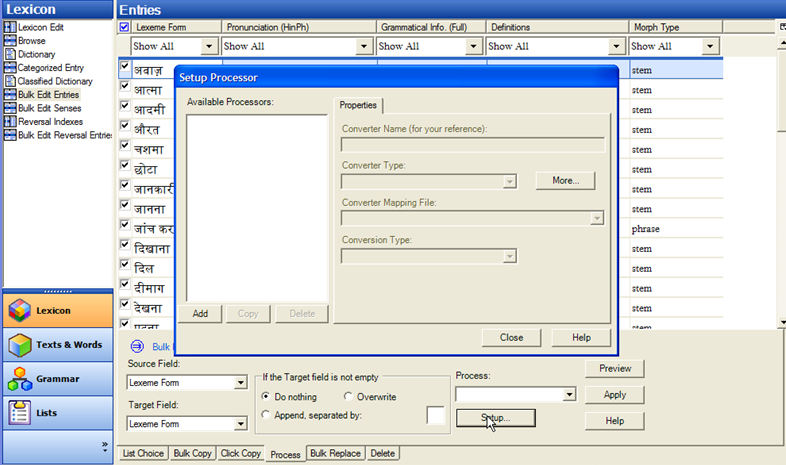 Lexicon
Lexicon Edit
Browse
Dictionary
Categorized Entry
Classified Dictionary
Bulk Edit Entries
Bulk Edit Senses
Reversal Indexes
Bulk Edit Reversal Entrie
Lexicon
Texts & Words
Grammar
Lists
Entries
Lexeme Form Pronunciation (HinPh) Grammatical Info. (Full) Definitions Morph Type
Show All Show All Show All Show All Show All
अवाज़ stem
आत्मा stem
आदमी stem
औरत stem
चशमा stem
छोटा stem
जानकारी stem
जानना stem
जांच कर phrase
दिखाना stem
दिल stem
दीमाग stem
देखना stem
stem
Setup Processor
Available Processors:
Add Copy Delete
Properties
Converter Name (for your reference):
Converter Type:
More...
Converter Mapping File:
Conversion Type:
Close Help
Bulk
Source Field:
Lexeme Form
Target Field:
Lexeme Form
If the Target field is not empty
Do nothing Overwrite
Append, separated by:
Process:
Setup...
Preview
Apply
Help
List Choice Bulk Copy Click Copy Process Bulk Replace Delete